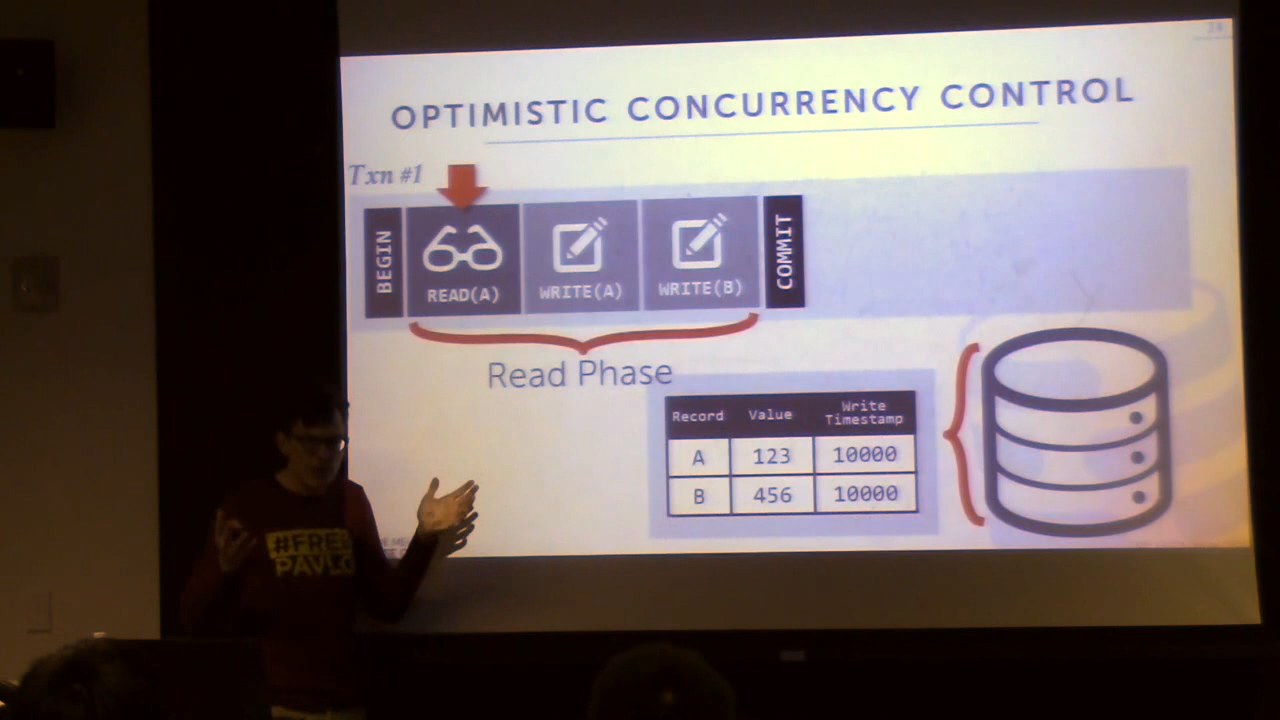 24
OPTIMISTIC CONCURRENCY CONTROL
Txn #1
BEGIN
READ(A)
WRITE(A)
WRITE(B)
COMMIT
Read Phase
Record Value Write Timestamp
A 123 10000
B 456 10000
#FREE
PAVLO